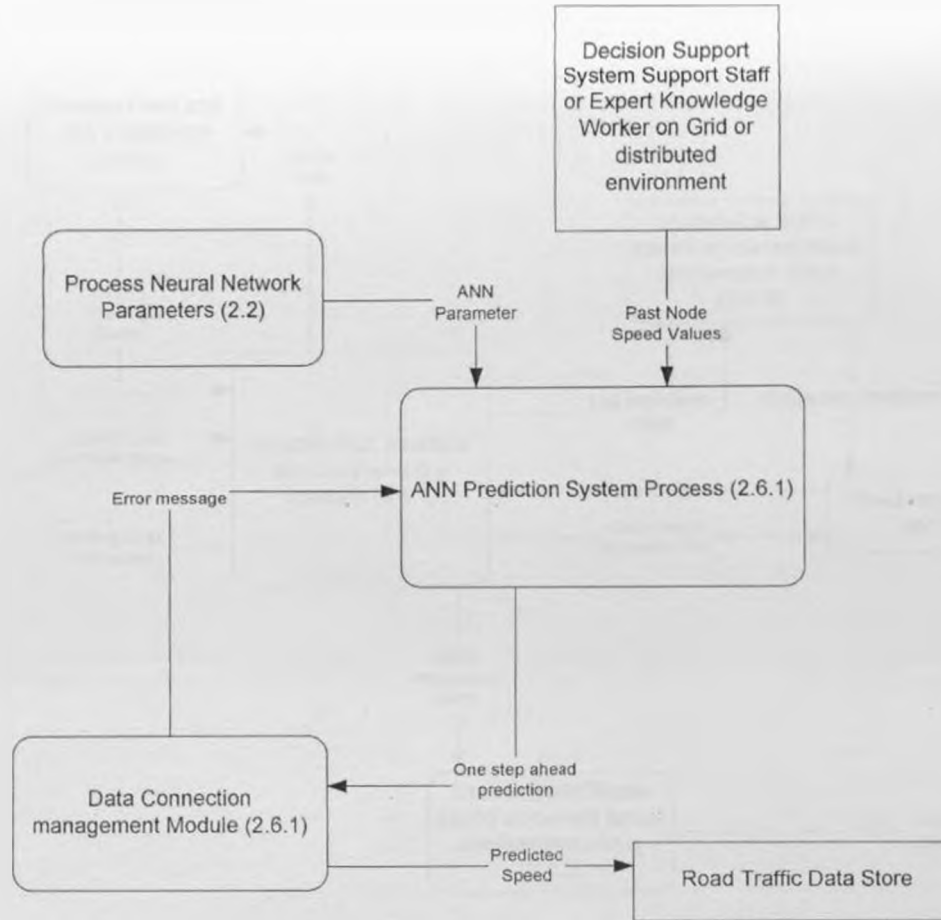 Decision Support
System Support Staff
or Expert Knowledge
Worker on Grid or
distributed
environment
Process Neural Network
Parameters (2.2)
ANN
Parameter
Past Node
Speed Values
Error message
ANN Prediction System Process (2.6.1)
One step ahead
prediction
Data Connection
management Module (2.6.1)
Predicted
Speed
Road Traffic Data Store